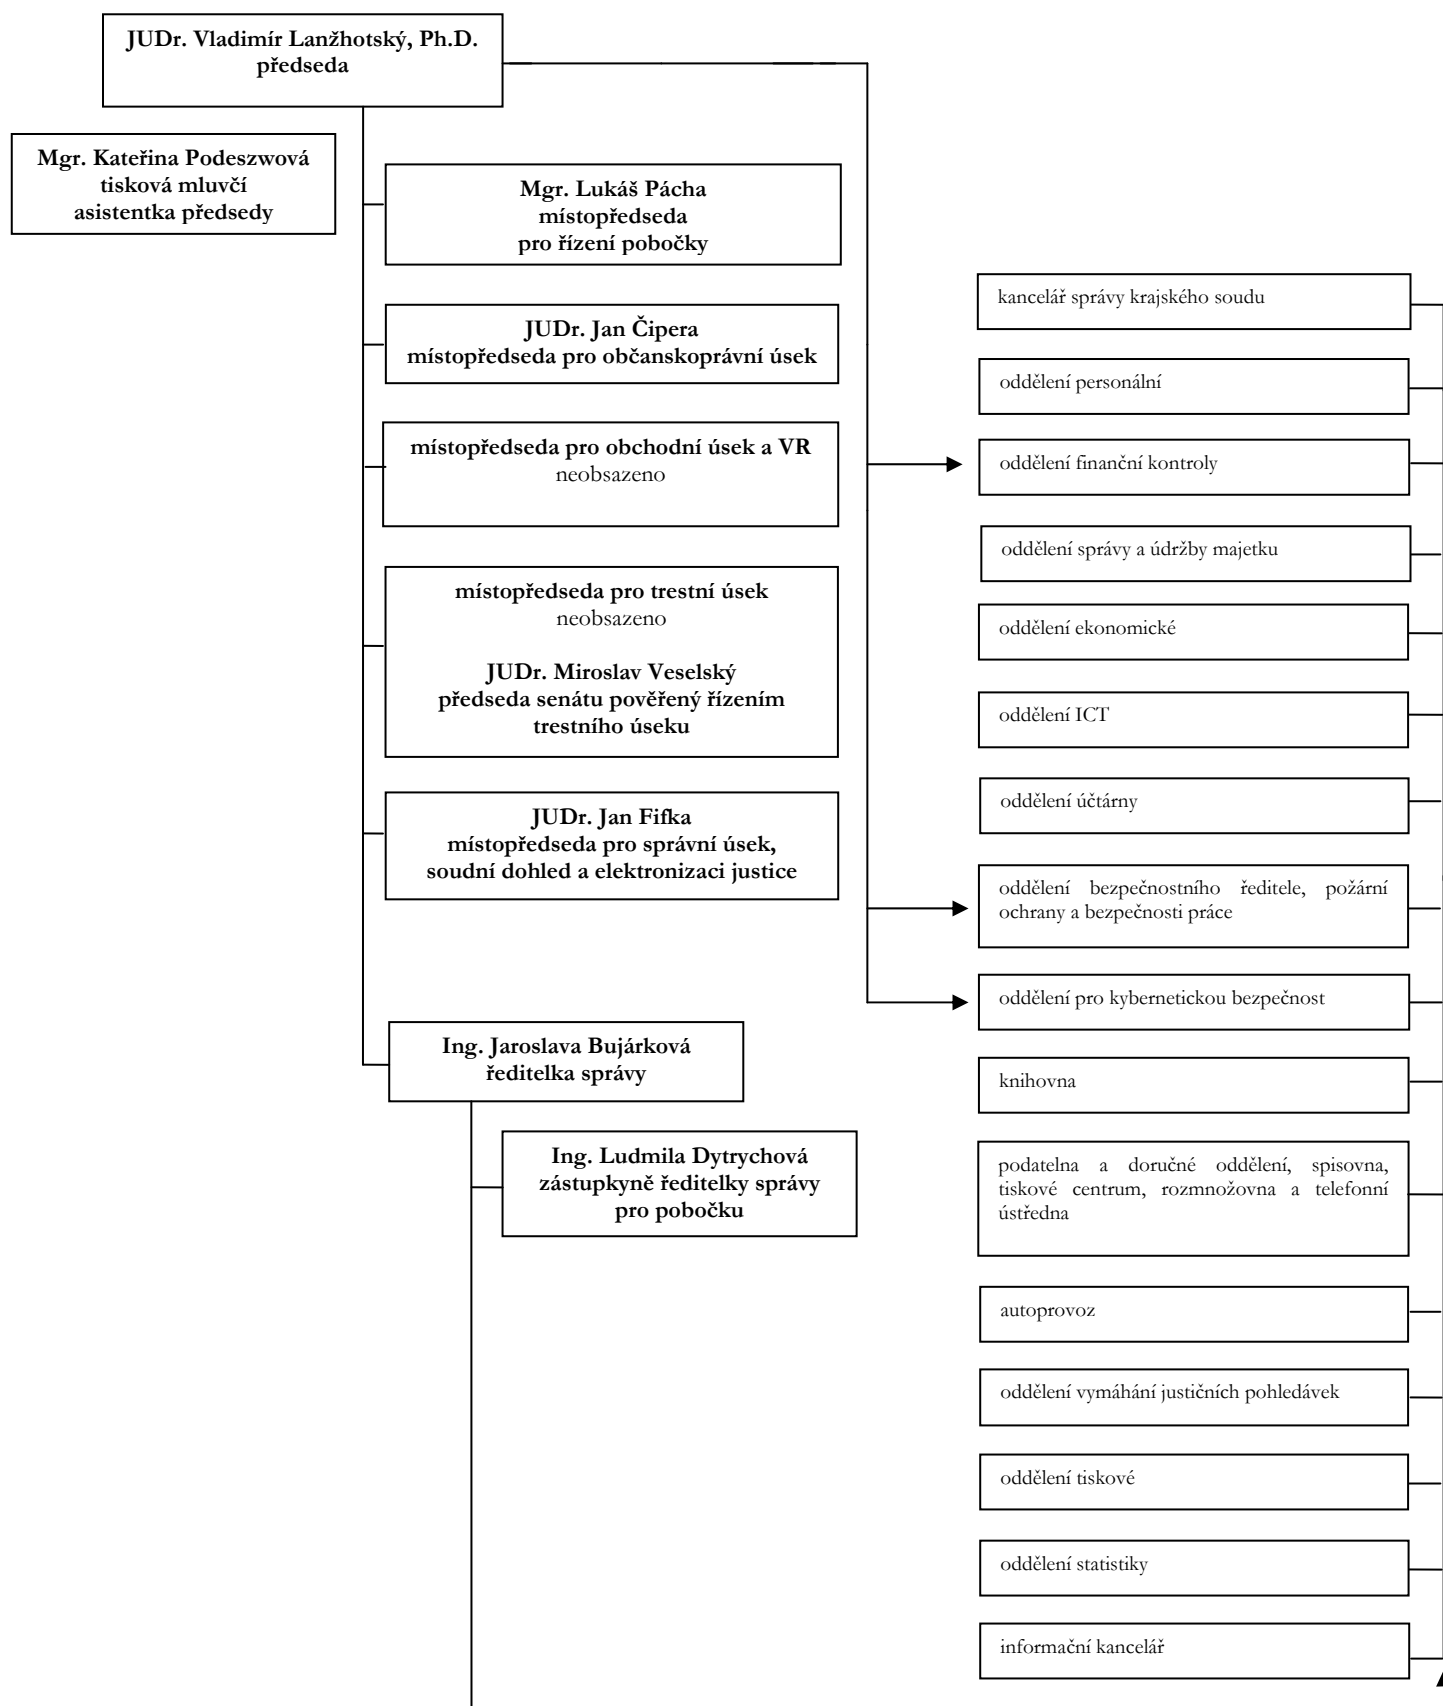 JUDr. Vladimír Lanžhotský, Ph.D.
předseda
Mgr. Kateřina Podeszwová
tisková mluvčí
asistentka předsedy
Mgr. Lukáš Pácha
místopředseda
pro řízení pobočky
JUDr. Jan Čipera
místopředseda pro občanskoprávní úsek
místopředseda pro obchodní úsek a VR
neobsazeno
místopředseda pro trestní úsek
neobsazeno
JUDr. Miroslav Veselský
předseda senátu pověřený řízením
trestního úseku
JUDr. Jan Fifka
místopředseda pro správní úsek,
soudní dohled a elektronizaci justice
Ing. Jaroslava Bujárková
ředitelka správy
Ing. Ludmila Dytrychová
zástupkyně ředitelky správy
pro pobočku
kancelář správy krajského soudu
oddělení personální
oddělení finanční kontroly
oddělení správy a údržby majetku
oddělení ekonomické
oddělení ICT
oddělení účtárny
oddělení bezpečnostního ředitele, požární
ochrany a bezpečnosti práce
oddělení pro kybernetickou bezpečnost
knihovna
podatelna a doručné oddělení, spisovna,
tiskové centrum, rozmnožovna a telefonní
ústředna
autoprovoz
oddělení vymáhání justičních pohledávek
oddělení tiskové
oddělení statistiky
informační kancelář